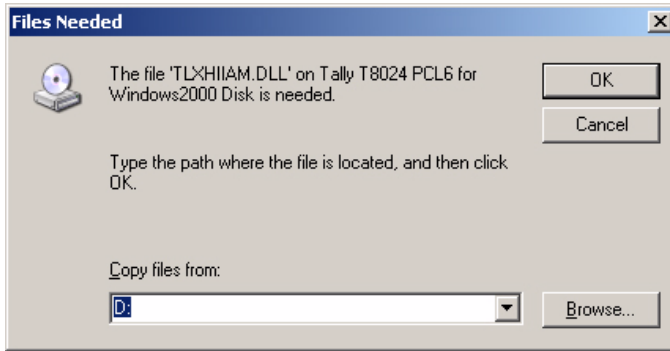 Files Needed
The file 'TLXHIIAM.DLL' on Tally T8024 PCL6 for
Windows2000 Disk is needed.
OK
Cancel
Type the path where the file is located, and then click
OK.
Copy files from:
D:
Browse...